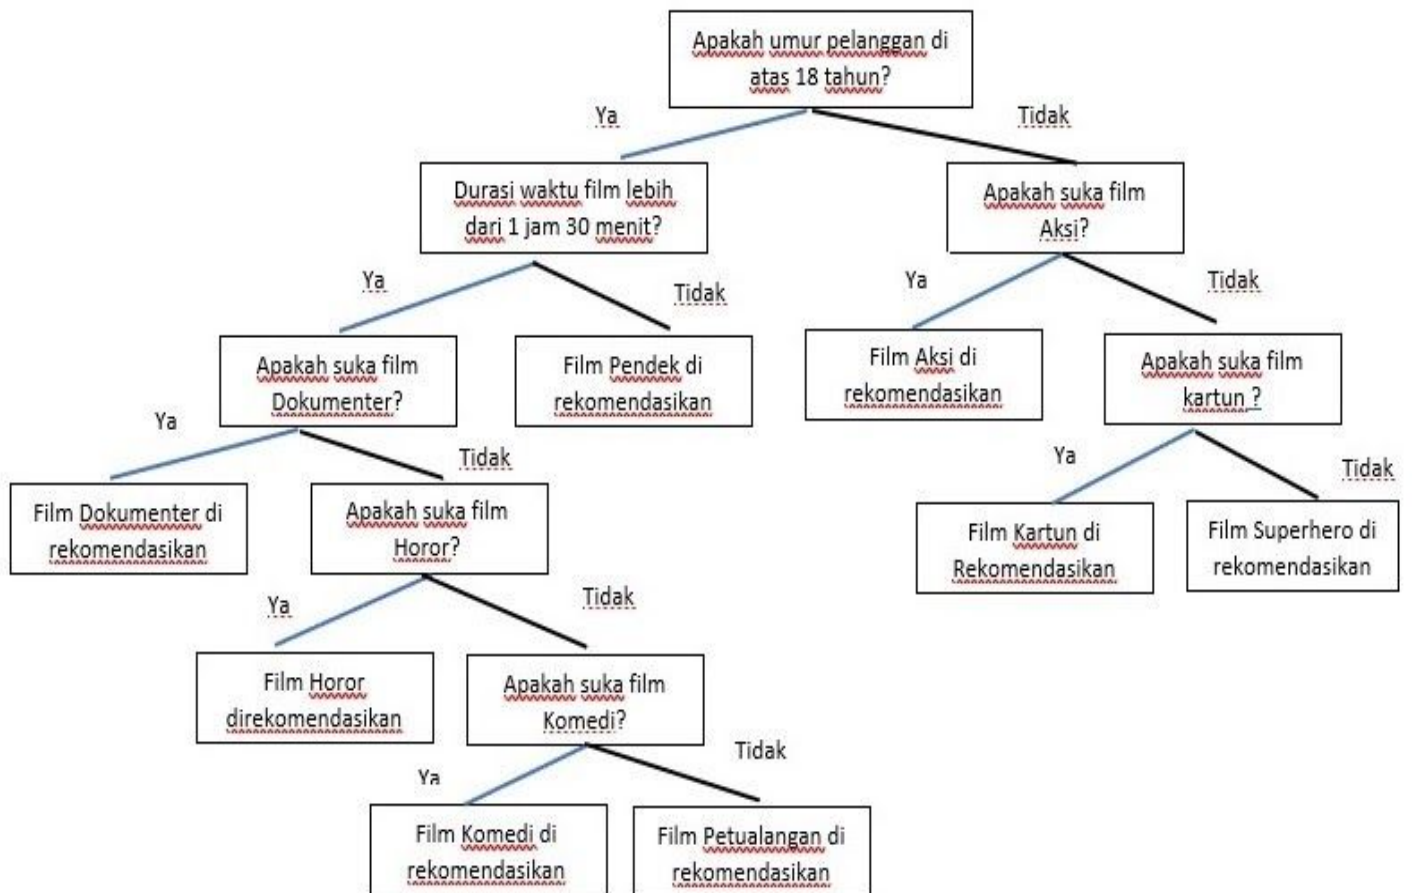 Apakah umur pelanggan di
atas 18 tahun?
Ya
Tidak
Durasi waktu film lebih
dari 1 jam 30 menit?
Apakah suka film
Aksi?
Ya
Tidak
Ya
Tidak
Apakah suka film
Dokumenter?
Film Pendek di
rekomendasikan
Film Aksi di
rekomendasikan
Apakah suka film
kartun ?
Ya
Tidak
Ya
Tidak
Film Dokumenter di
rekomendasikan
Apakah suka film
Horor?
Film Kartun di
Rekomendasikan
Film Superhero di
rekomendasikan
Ya
Tidak
Film Horor
direkomendasikan
Apakah suka film
Komedi?
Ya
Tidak
Film Komedi di
rekomendasikan
Film Petualangan di
rekomendasikan